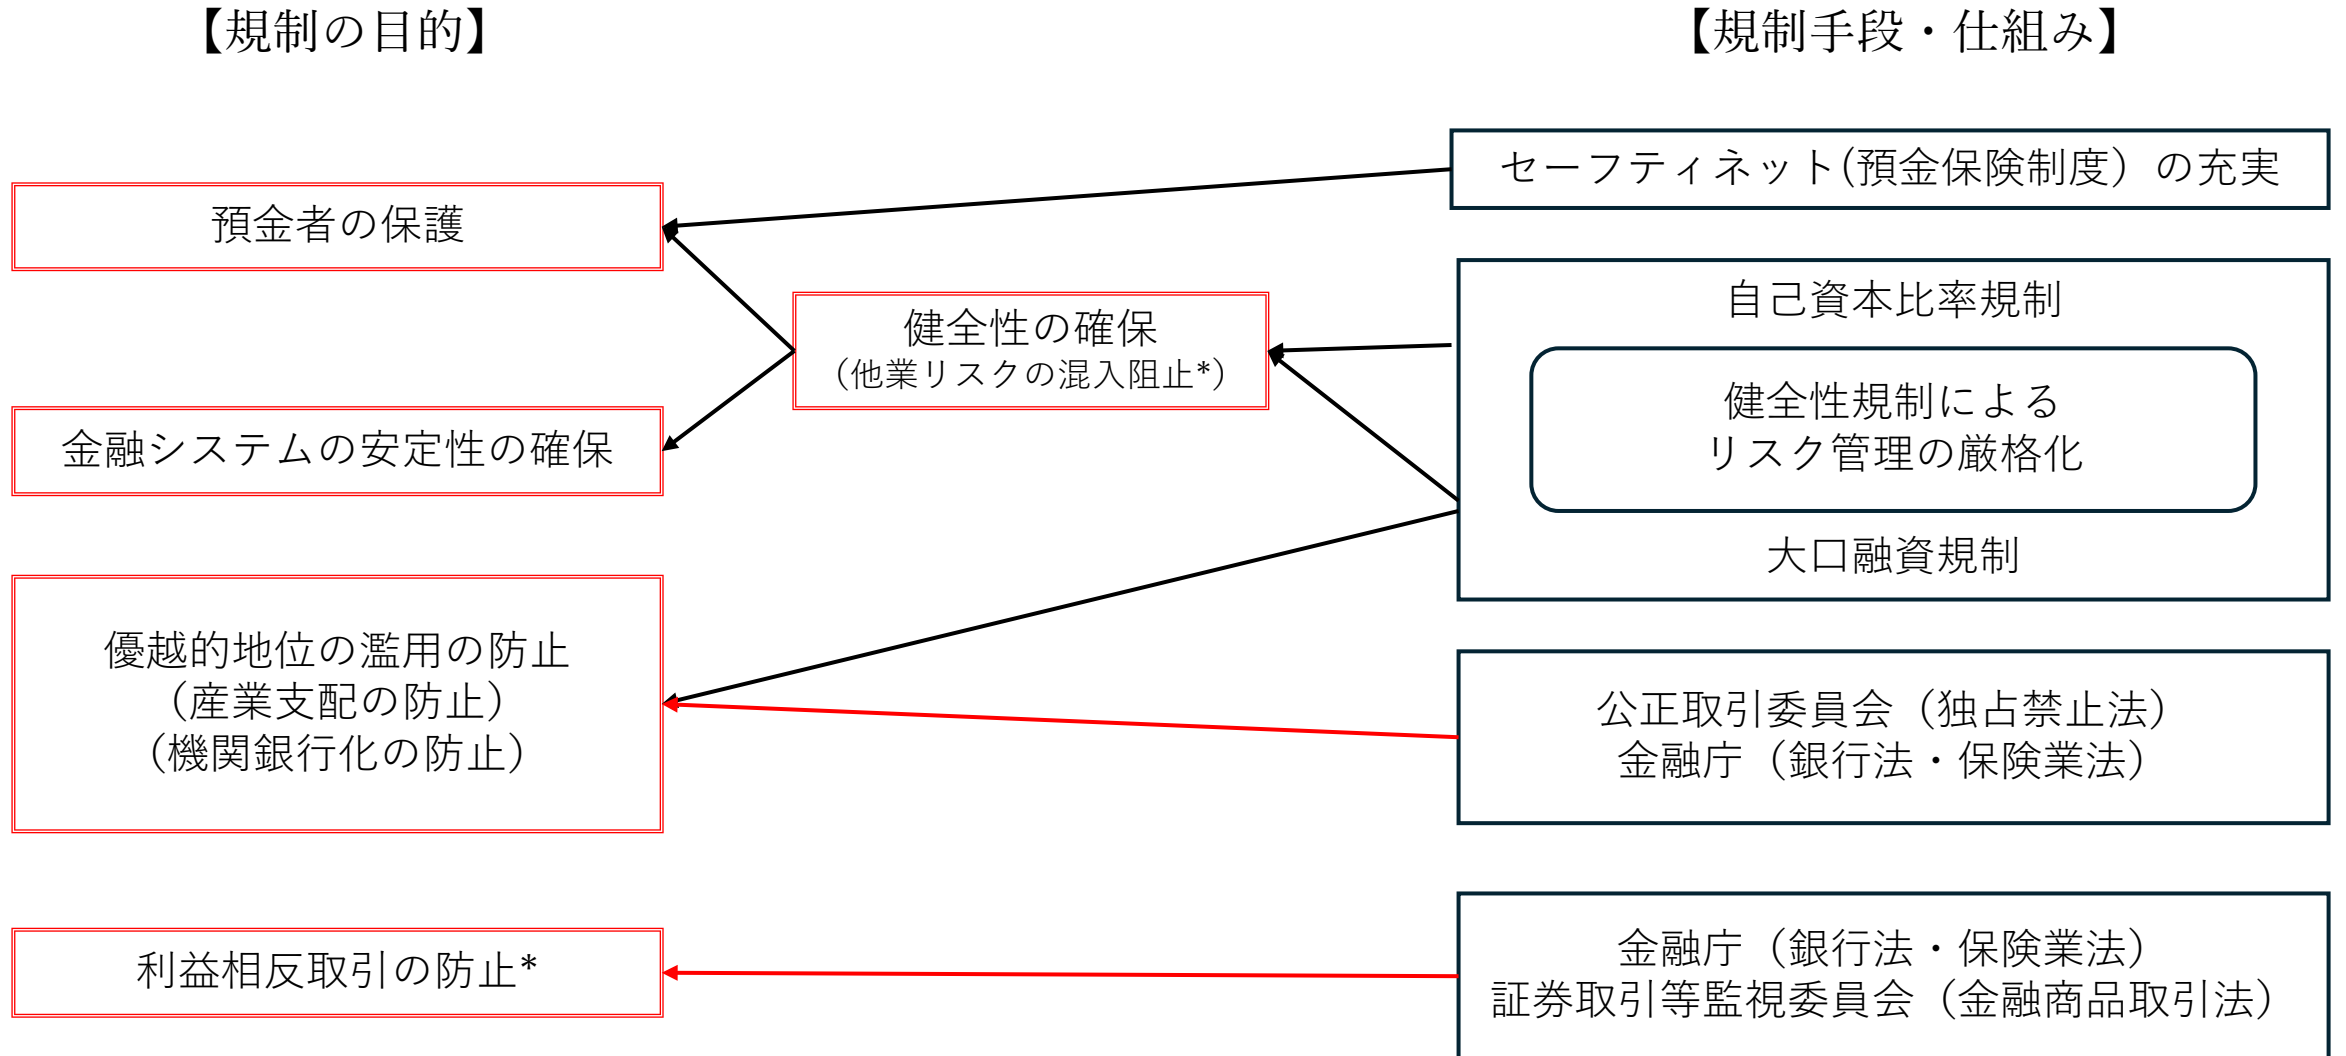 【規制の目的】
【規制手段・仕組み】
セーフティネット(預金保険制度）の充実
預金者の保護
自己資本比率規制
健全性の確保
（他業リスクの混入阻止*）
健全性規制による
リスク管理の厳格化
金融システムの安定性の確保
大口融資規制
優越的地位の濫用の防止
（産業支配の防止）
（機関銀行化の防止）
公正取引委員会（独占禁止法）
金融庁（銀行法・保険業法）
利益相反取引の防止*
金融庁（銀行法・保険業法）
証券取引等監視委員会（金融商品取引法）